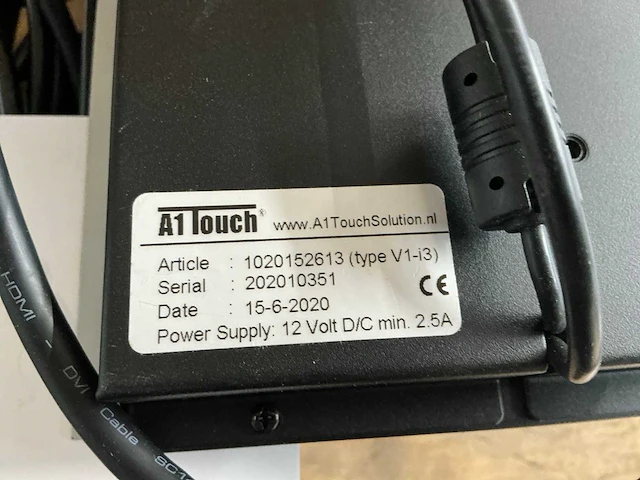 A1 Touch® www.A1TouchSolution.nl
Article : 1020152613 (type V1-i3)
Serial : 202010351
Date : 15-6-2020
Power Supply: 12 Volt D/C min. 2.5A
CE
HDMI - DVI Cable